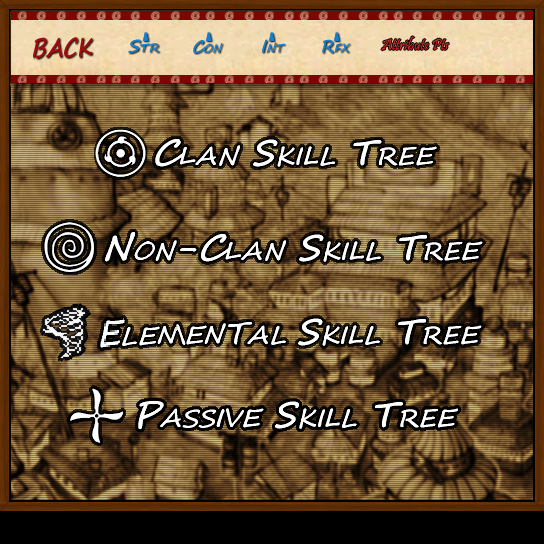 BACK Str Con Int Rfx Attribute Pts
Clan Skill Tree
Non-Clan Skill Tree
Elemental Skill Tree
Passive Skill Tree